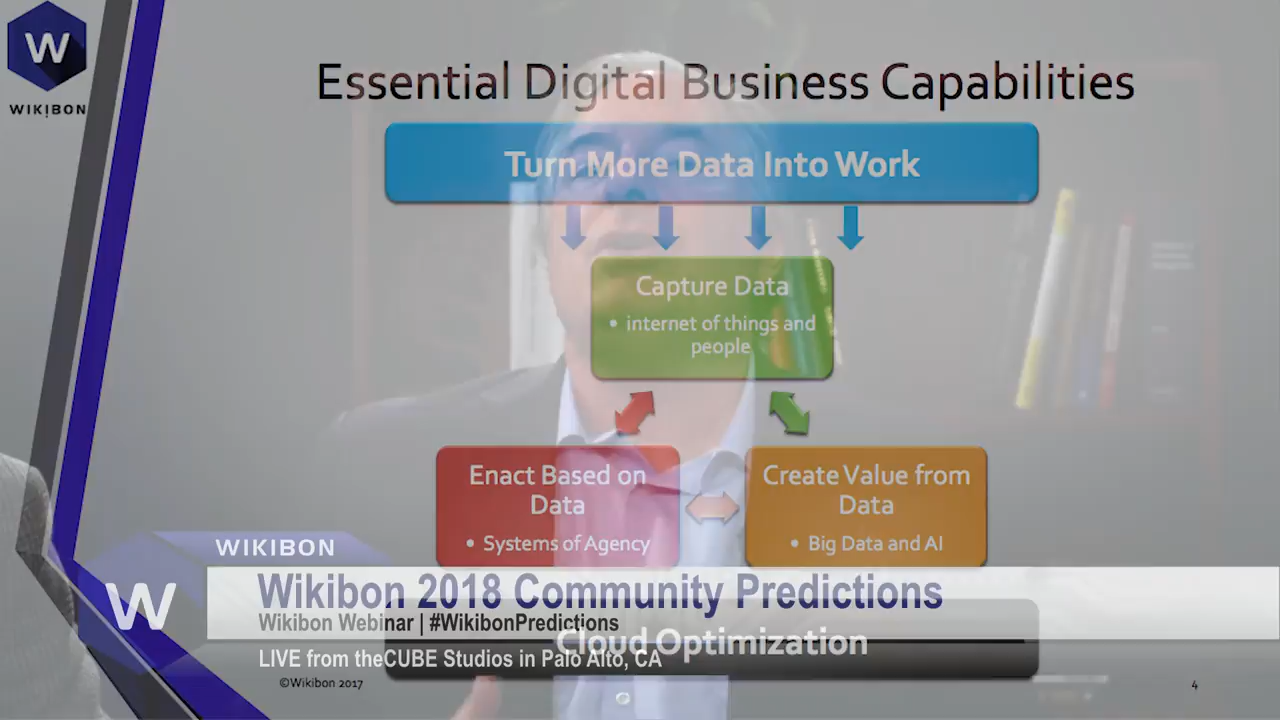 W
WIKIBON
Essential Digital Business Capabilities
Turn More Data Into Work
Capture Data
• internet of things and
people
Enact Based on
Data
• Systems of Agency
Create Value from
Data
• Big Data and AI
WIKIBON
W
Wikibon 2018 Community Predictions
Wikibon Webinar | #WikibonPredictions
Cloud Optimization
LIVE from theCUBE Studios in Palo Alto, CA
©Wikibon 2017
4